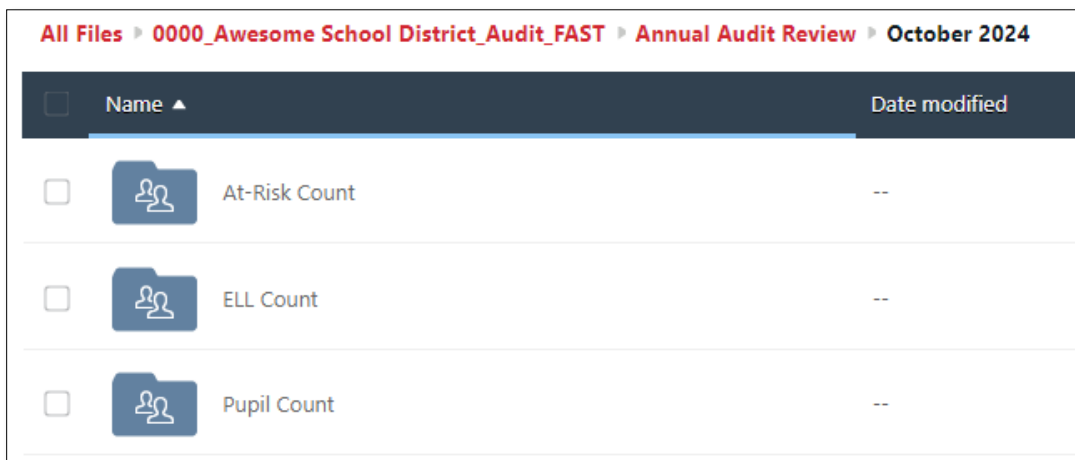 All Files ▶ 0000_Awesome School District_Audit_FAST ▶ Annual Audit Review ▶ October 2024
Name ▲ Date modified
At-Risk Count --
ELL Count --
Pupil Count --